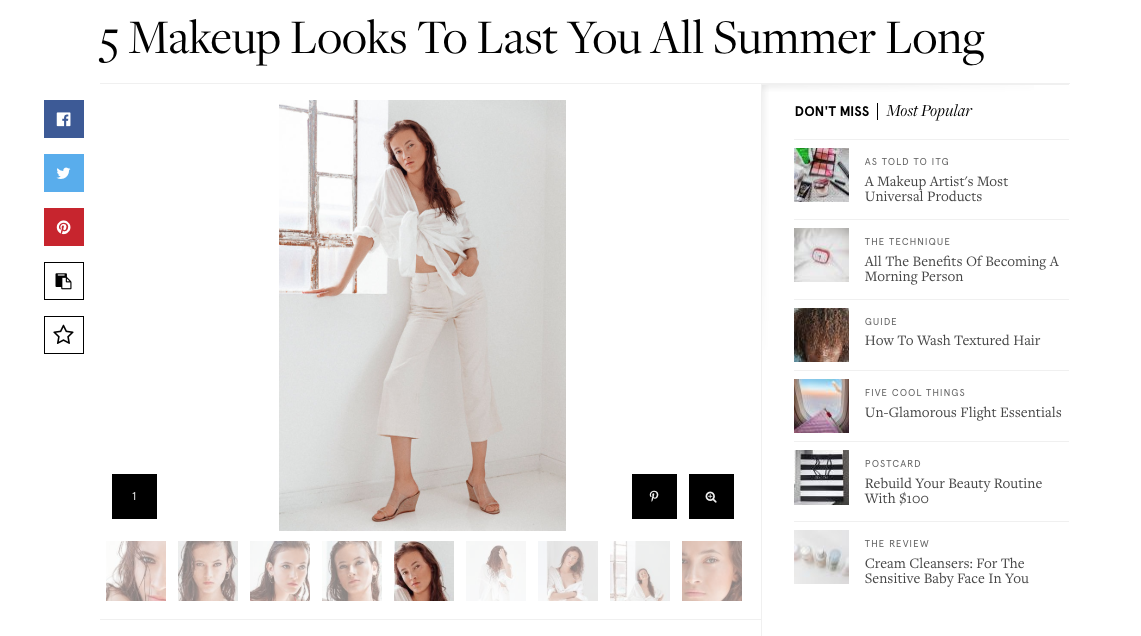 5 Makeup Looks To Last You All Summer Long
DON'T MISS | Most Popular
AS TOLD TO ITG
A Makeup Artist's Most
Universal Products
THE TECHNIQUE
All The Benefits Of Becoming A
Morning Person
GUIDE
How To Wash Textured Hair
FIVE COOL THINGS
Un-Glamorous Flight Essentials
POSTCARD
Rebuild Your Beauty Routine
With $100
THE REVIEW
Cream Cleansers: For The
Sensitive Baby Face In You
1